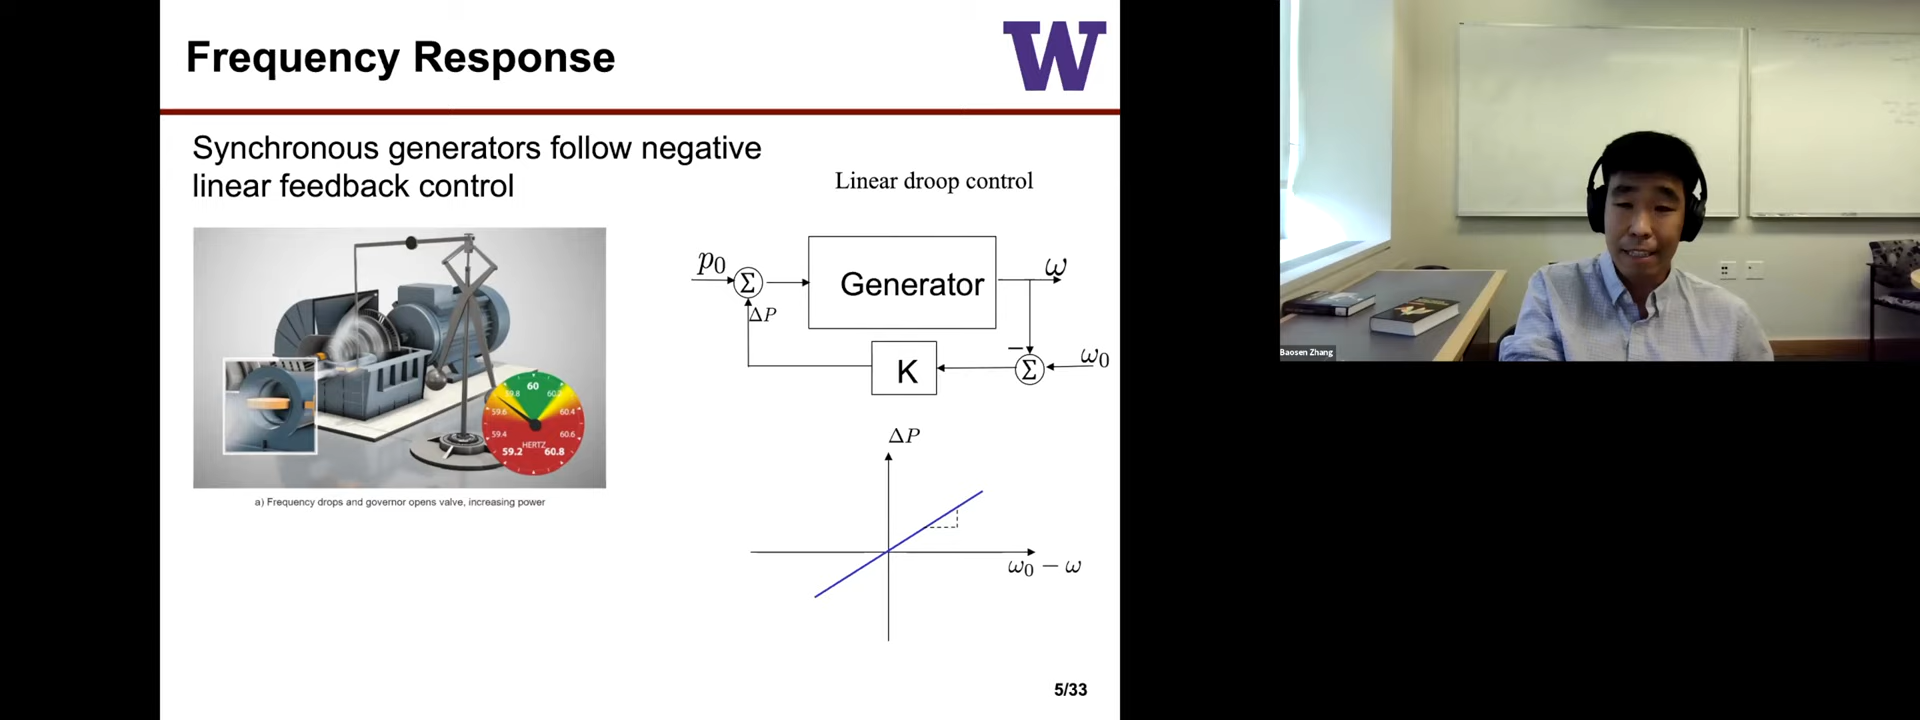 Frequency Response
W
Synchronous generators follow negative
linear feedback control
Linear droop control
p0
Σ
Generator
ω
ΔP
K
−
Σ
ω0
60
59.8
60.2
59.6
60.4
59.4
60.6
HERTZ
59.2
60.8
a) Frequency drops and governor opens valve, increasing power
ΔP
ω0 − ω
5/33
Baosen Zhang